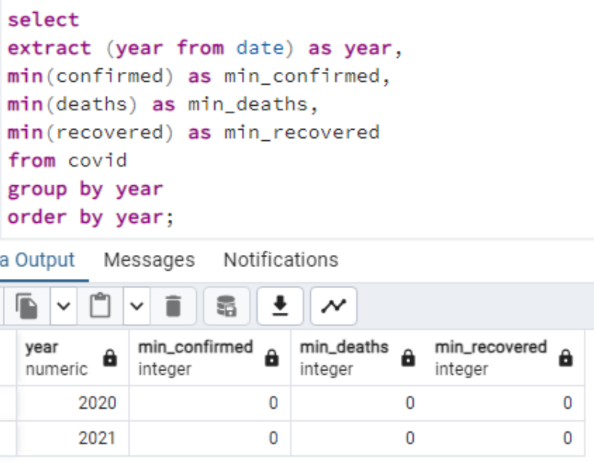 select
extract (year from date) as year,
min(confirmed) as min_confirmed,
min(deaths) as min_deaths,
min(recovered) as min_recovered
from covid
group by year
order by year;
a Output Messages Notifications
year min_confirmed min_deaths min_recovered
numeric integer integer integer
2020 0 0 0
2021 0 0 0